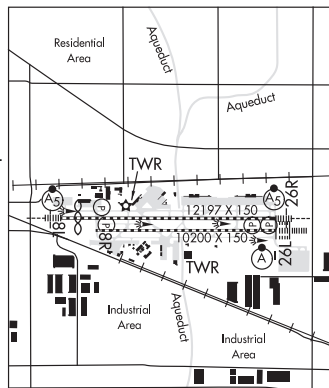 Residential
Area
Aqueduct
Aqueduct
TWR
A5
A5
26R
P
12197 X 150
8L
8R
P
P
P
10200 X 150
26L
A
TWR
Industrial
Area
Aqueduct
Industrial
Area